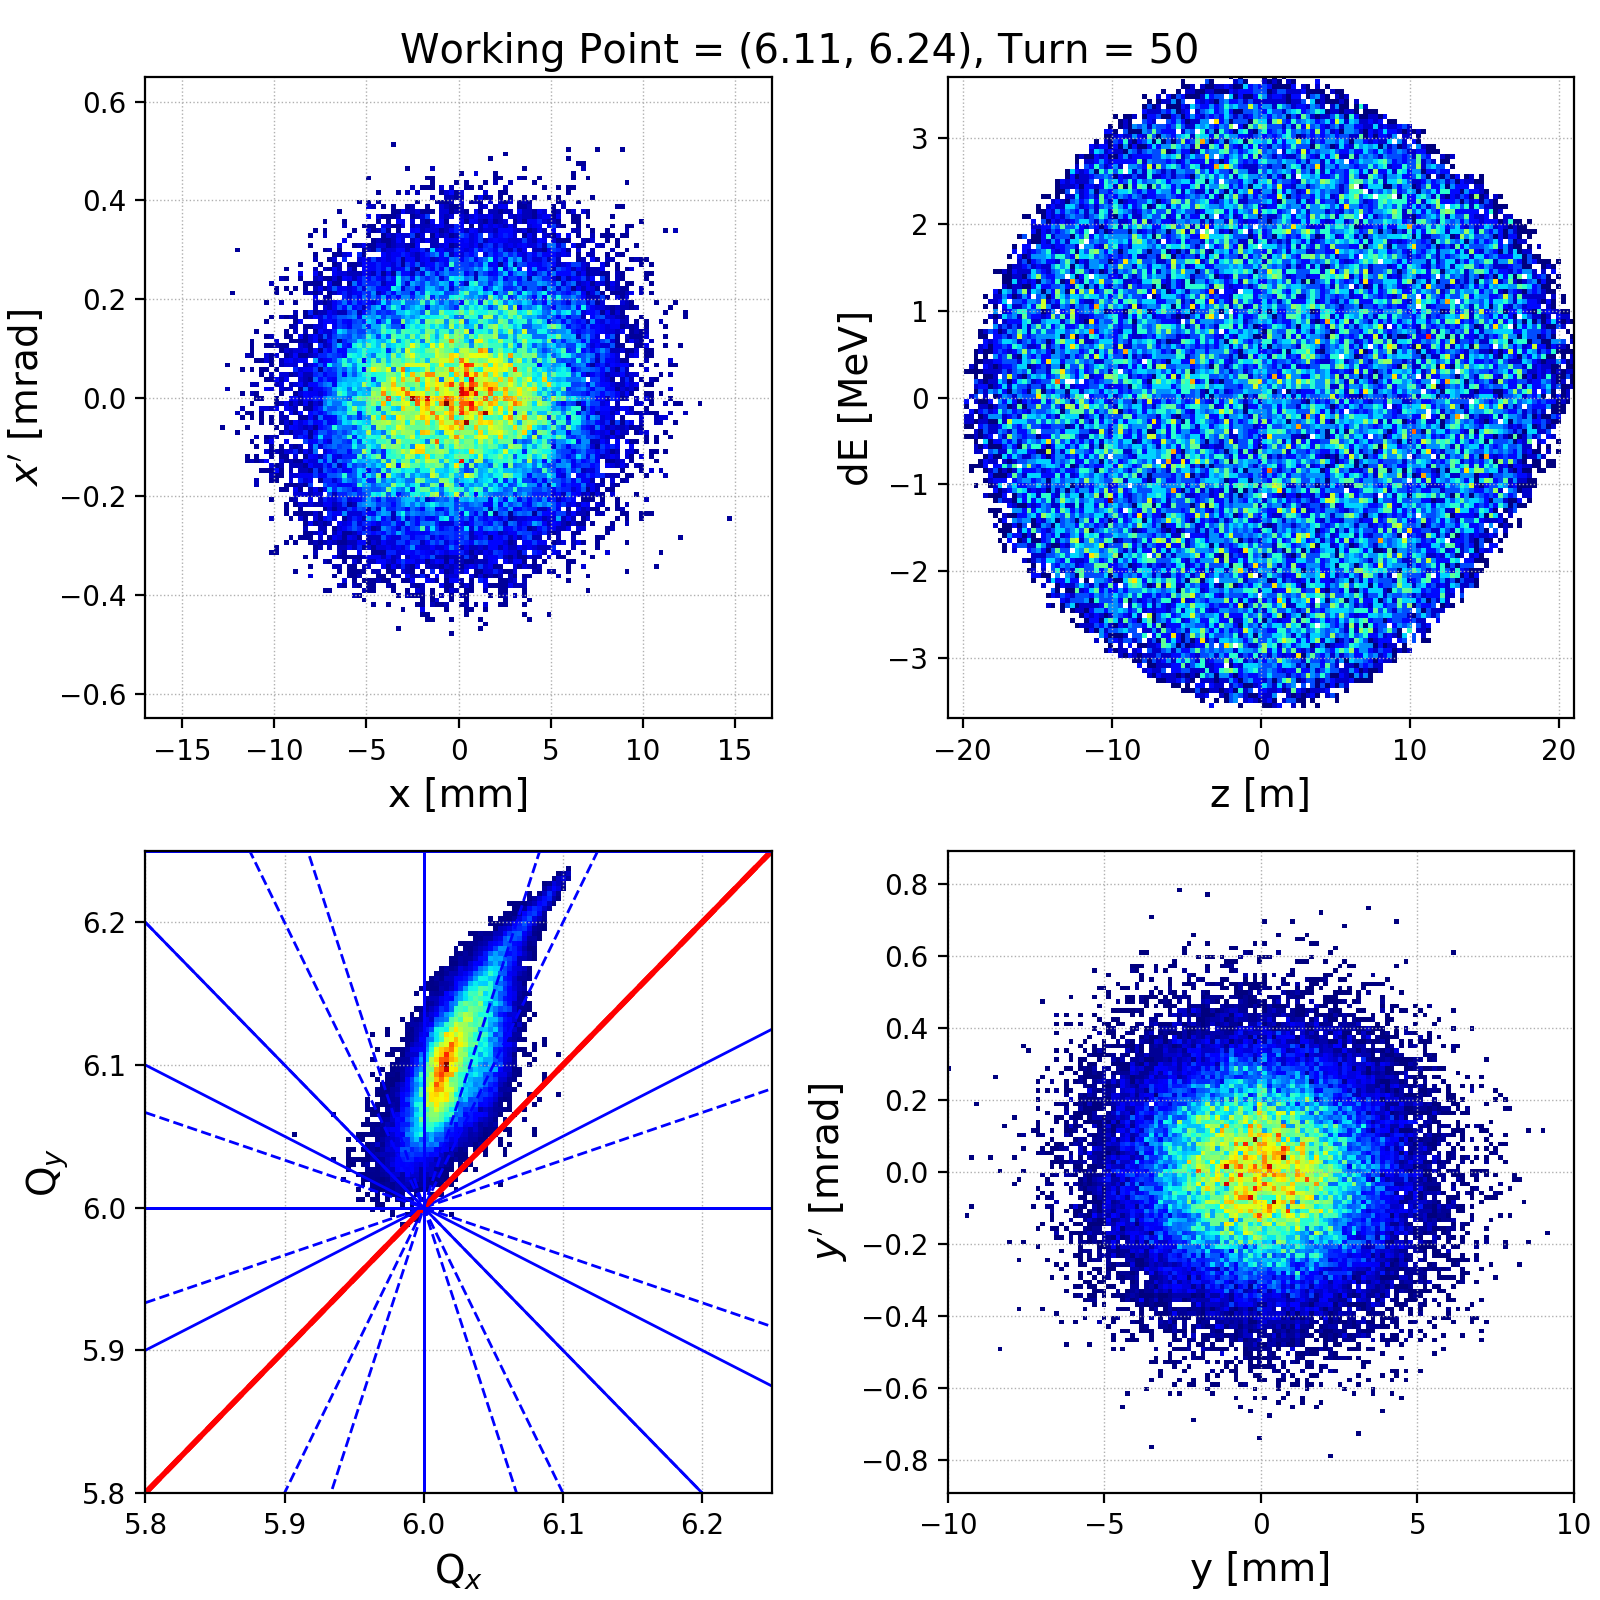 Working Point = (6.11, 6.24), Turn = 50
0.6
0.4
0.2
0.0
−0.2
−0.4
−0.6
x′ [mrad]
−15 −10 −5 0 5 10 15
x [mm]
3
2
1
0
−1
−2
−3
dE [MeV]
−20 −10 0 10 20
z [m]
6.2
6.1
6.0
5.9
5.8
Qy
5.8 5.9 6.0 6.1 6.2
Qx
0.8
0.6
0.4
0.2
0.0
−0.2
−0.4
−0.6
−0.8
y′ [mrad]
−10 −5 0 5 10
y [mm]